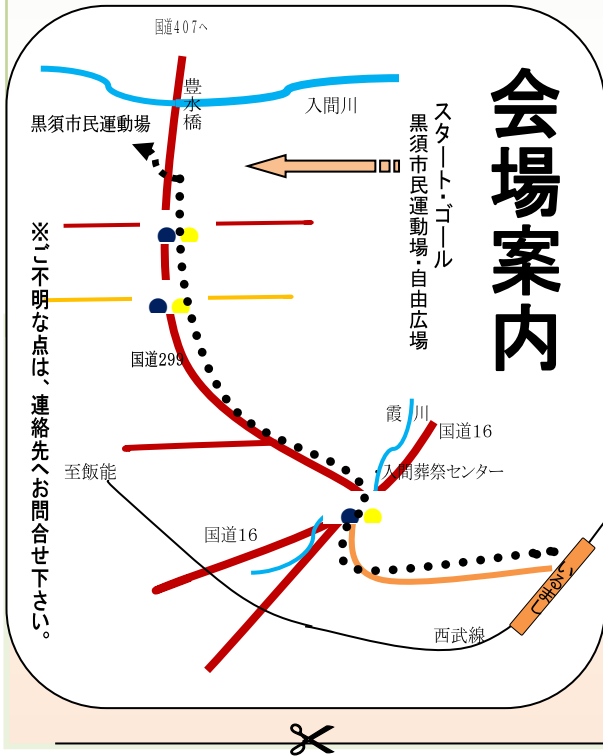 会場案内
スタート・ゴール
黒須市民運動場・自由広場
国道407へ
豊水橋
入間川
黒須市民運動場
国道299
霞川
国道16
・入間葬祭センター
至飯能
国道16
西武線
いるまし
※ご不明な点は、連絡先へお問合せ下さい。